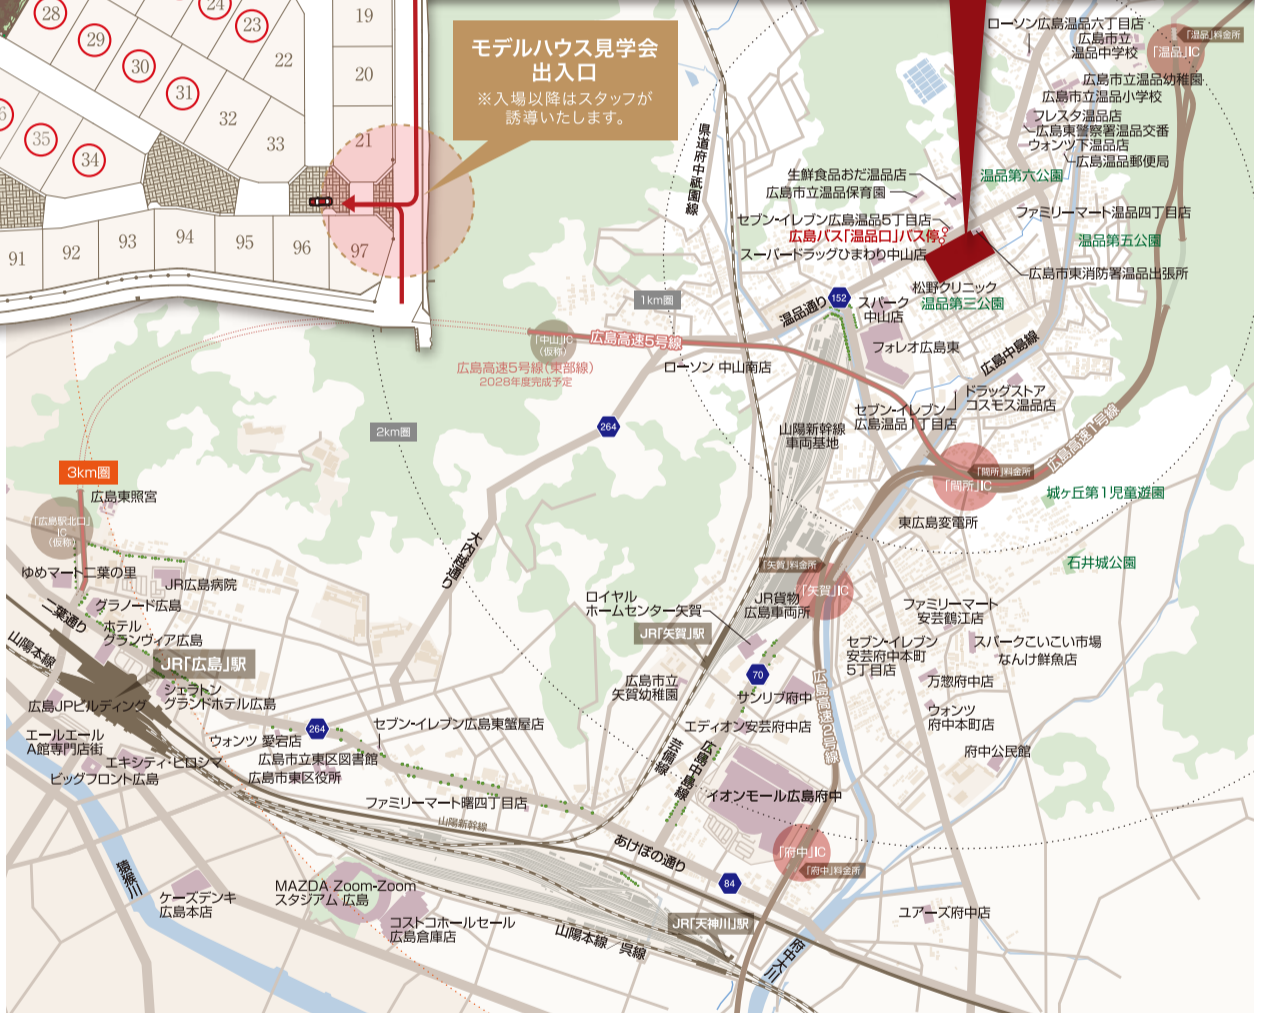 28
24
23
29
22
30
31
32
33
35
34
19
20
21
91
92
93
94
95
96
97
モデルハウス見学会
出入口
※入場以降はスタッフが
誘導いたします。
県道府中祇園線
ローソン広島温品六丁目店
広島市立
温品中学校
「温品」料金所
「温品」IC
広島市立温品幼稚園
広島市立温品小学校
フレスタ温品店
広島東警察署温品交番
ウォンツ下温品店
広島温品郵便局
温品第六公園
生鮮食品おだ温品店
広島市立温品保育園
セブン-イレブン広島温品5丁目店
広島バス「温品口」バス停
スーパードラッグひまわり中山店
ファミリーマート温品四丁目店
温品第五公園
広島市東消防署温品出張所
松野クリニック
温品第三公園
1km圏
温品通り
152
スパーク
中山店
フォレオ広島東
広島中島線
「中山」IC
(仮称)
広島高速5号線
広島高速5号線(東部線)
2028年度完成予定
ローソン 中山南店
ドラッグストア
コスモス温品店
セブン-イレブン
広島温品1丁目店
山陽新幹線
車両基地
2km圏
264
広島高速1号線
「間所」料金所
「間所」IC
城ヶ丘第1児童遊園
東広島変電所
石井城公園
3km圏
広島東照宮
「広島駅北口」
IC
(仮称)
大内越通り
ゆめマート二葉の里
JR広島病院
グラノード広島
二葉通り
ホテル
グランヴィア広島
山陽本線
JR「広島」駅
シェラトン
グランドホテル広島
広島JPビルディング
エールエール
A館専門店街
エキシティ・ヒロシマ
ビッグフロント広島
「矢賀」料金所
「矢賀」IC
ロイヤル
ホームセンター矢賀
JR貨物
広島車両所
JR「矢賀」駅
ファミリーマート
安芸鶴江店
セブン-イレブン
安芸府中本町
5丁目店
スパークこいこい市場
なんけ鮮魚店
万惣府中店
ウォンツ
府中本町店
府中公民館
広島市立
矢賀幼稚園
70
サンリブ府中
広島高速2号線
エディオン安芸府中店
芸備線
広島中島線
イオンモール広島府中
264
セブン-イレブン広島東蟹屋店
ウォンツ 愛宕店
広島市立東区図書館
広島市東区役所
ファミリーマート曙四丁目店
山陽新幹線
あけぼの通り
84
「府中」IC
「府中」料金所
猿猴川
ケーズデンキ
広島本店
MAZDA Zoom-Zoom
スタジアム 広島
コストコホールセール
広島倉庫店
山陽本線
呉線
JR「天神川」駅
府中大川
ユアーズ府中店